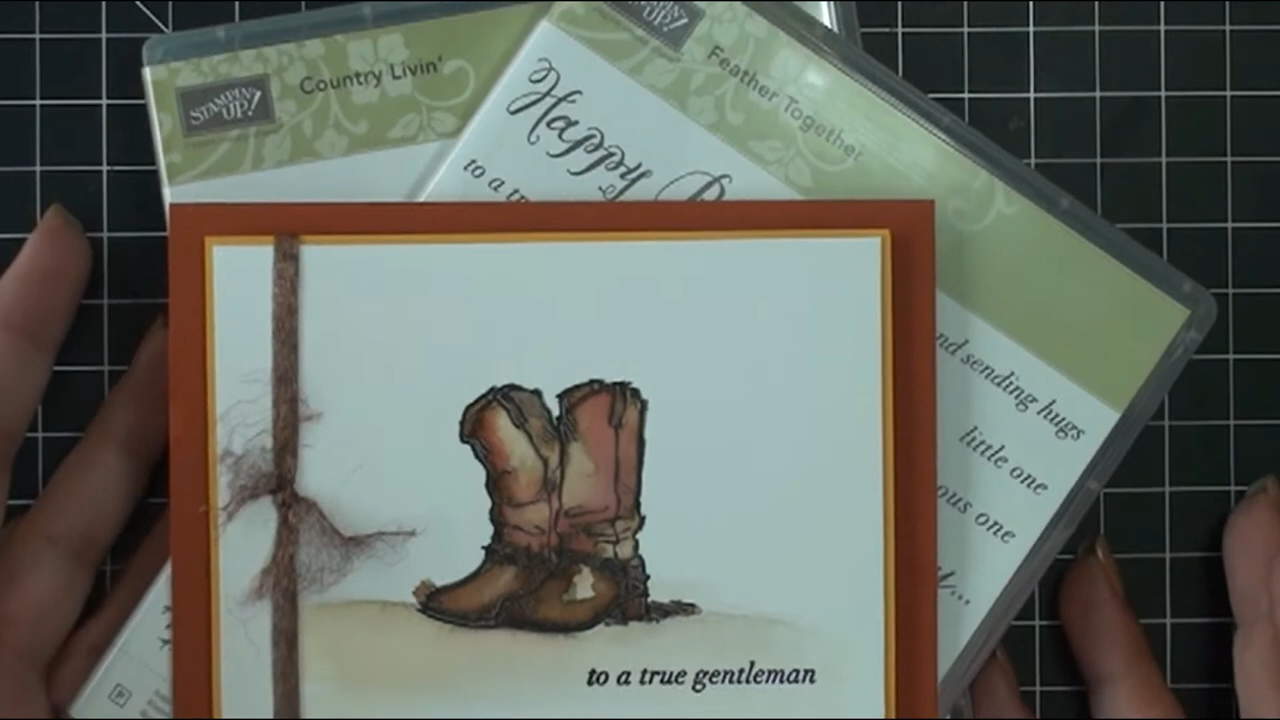 STAMPIN' UP!
Country Livin'
STAMPIN' UP!
Feather Together
Happy
to a
nd sending hugs
little one
ous one
to a true gentleman